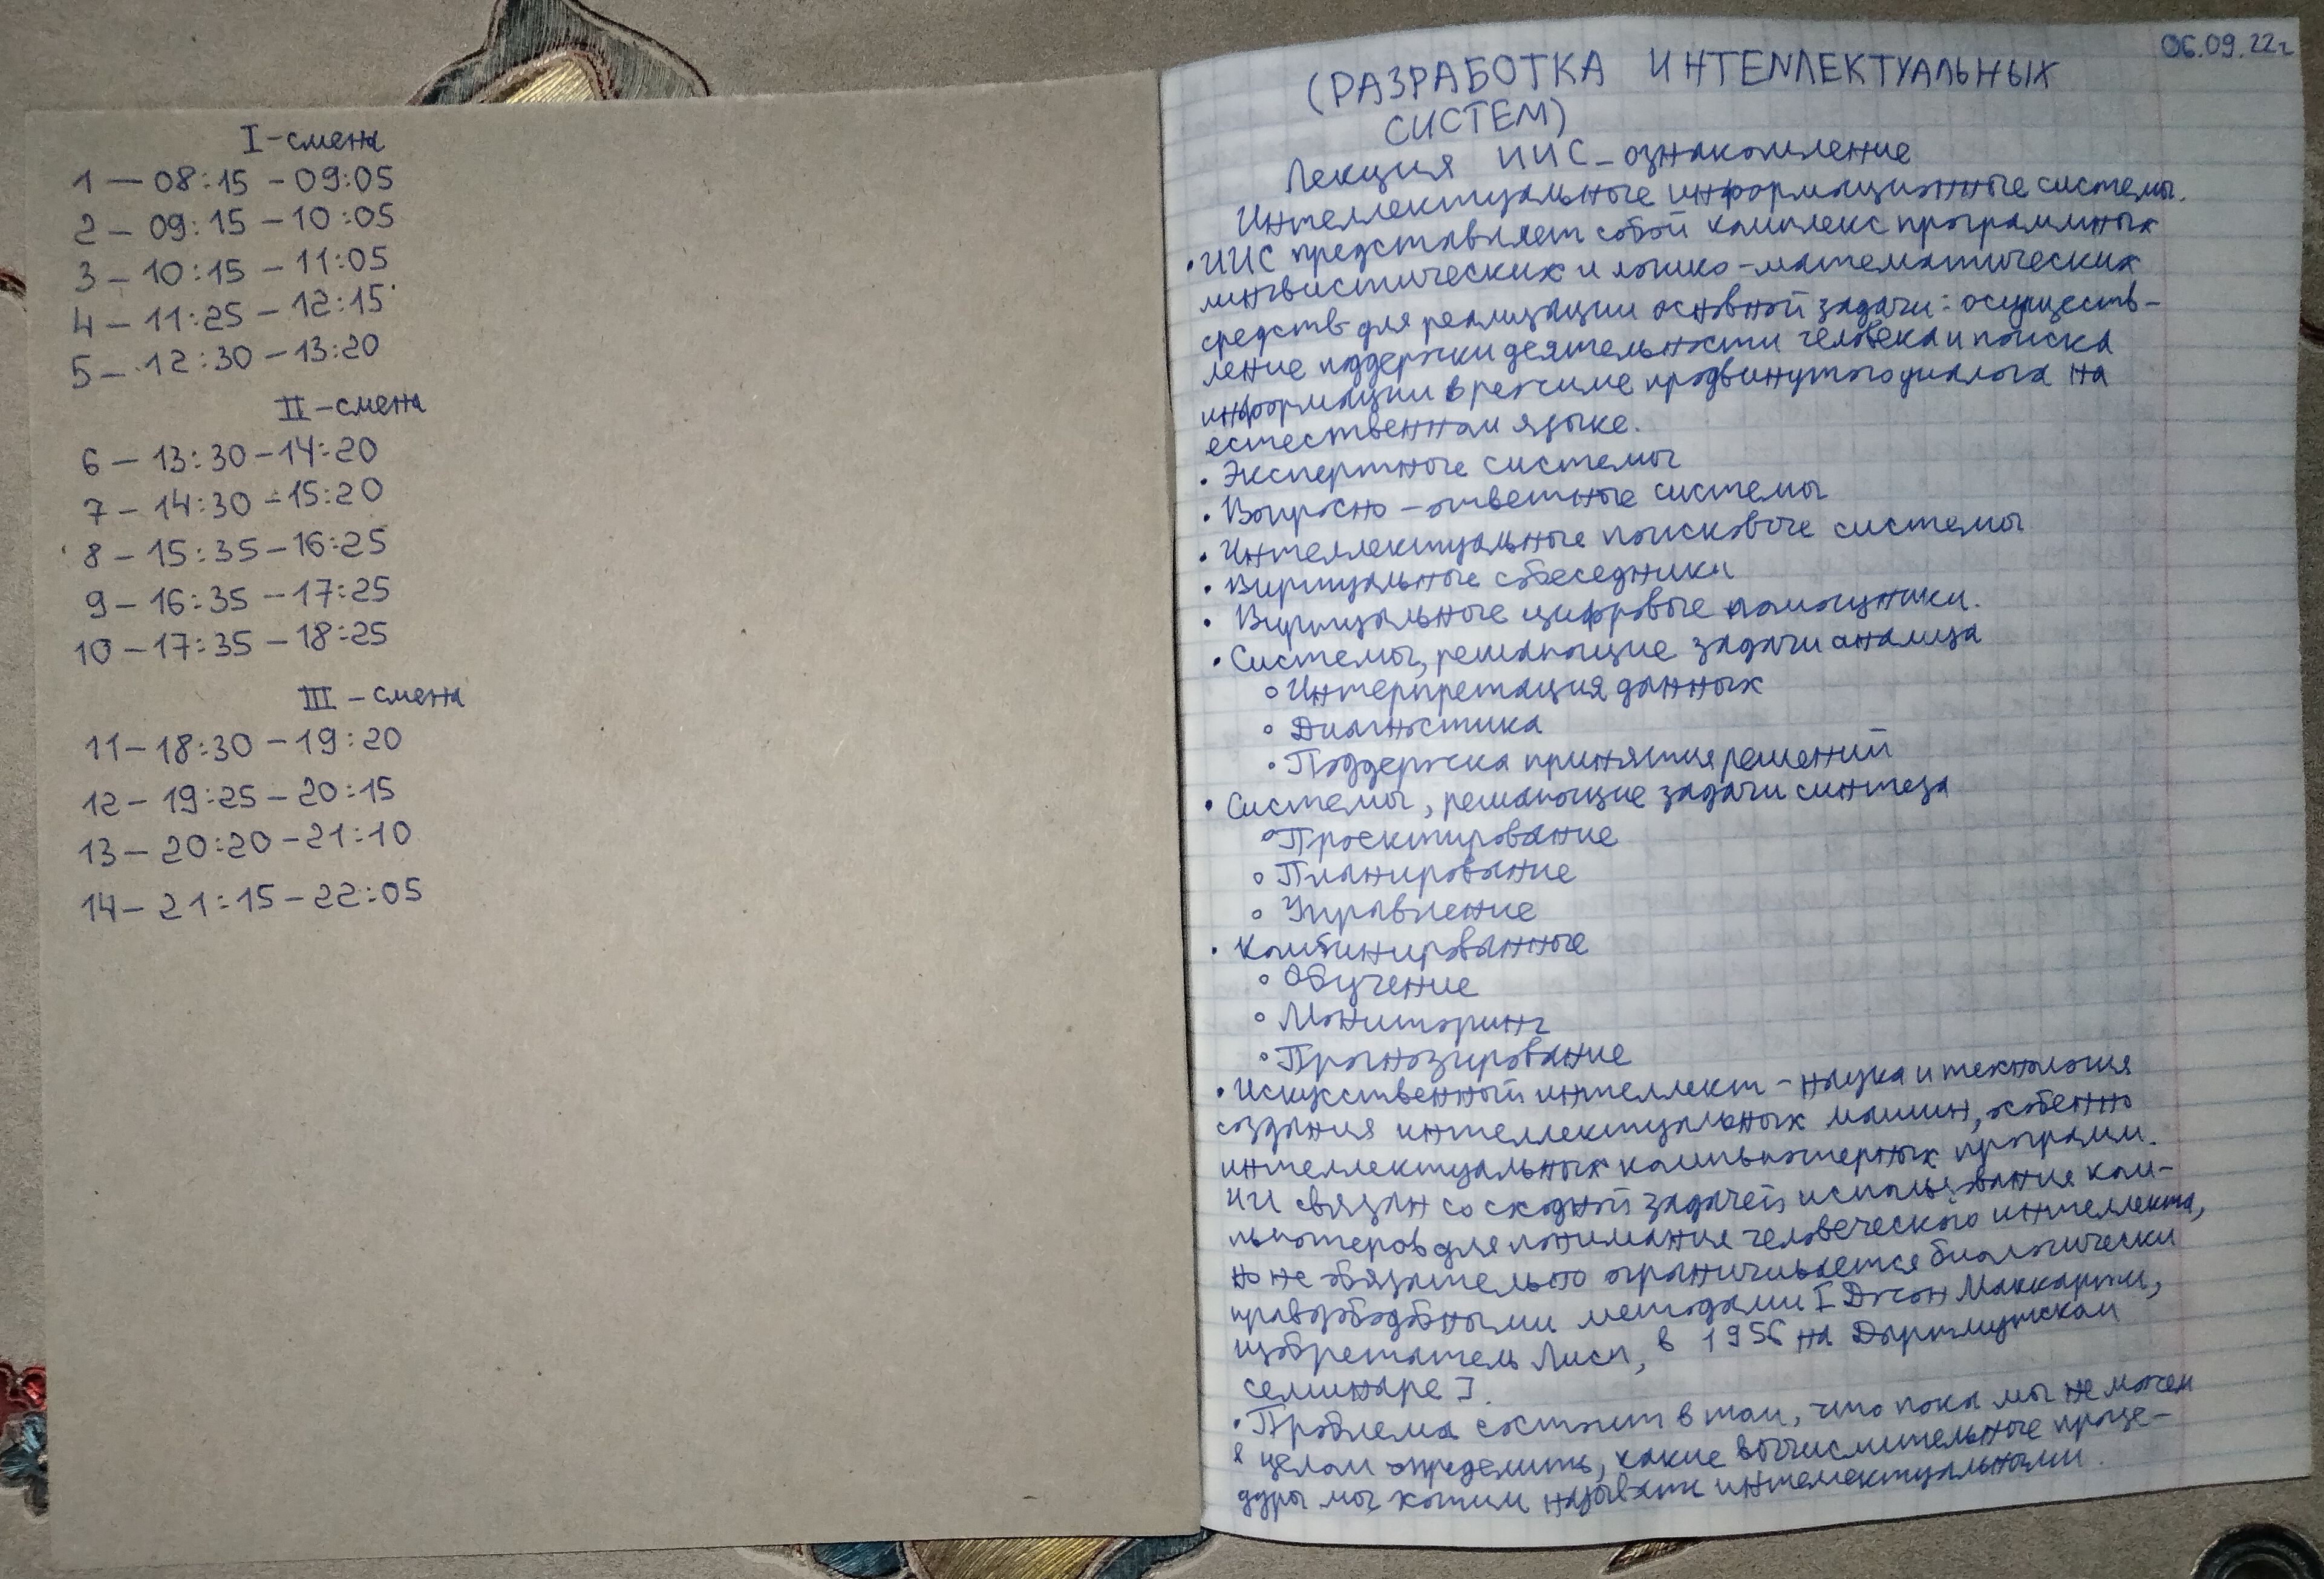 I-смена
1 — 08:15 - 09:05
2 - 09:15 - 10:05
3 - 10:15 - 11:05
4 - 11:25 - 12:15
5 - 12:30 - 13:20
II - смена
6 - 13:30 - 14:20
7 - 14:30 - 15:20
8 - 15:35 - 16:25
9 - 16:35 - 17:25
10 - 17:35 - 18:25
III - смена
11 - 18:30 - 19:20
12 - 19:25 - 20:15
13 - 20:20 - 21:10
14 - 21:15 - 22:05
06.09.22г
(РАЗРАБОТКА ИНТЕЛЛЕКТУАЛЬНЫХ
СИСТЕМ)
Лекция ИИС - ознакомление
Интеллектуальные информационные системы.
• ИИС представляет собой комплекс программных
лингвистических и логико-математических
средств для реализации основной задачи: осуществ-
ление поддержки деятельности человека и поиска
информации в режиме продвинутого диалога на
естественном языке.
• Экспертные системы
• Вопросно - ответные системы
• Интеллектуальные поисковые системы
• Виртуальные собеседники
• Виртуальные цифровые помощники.
• Системы, решающие задачи анализа
◦ Интерпретация данных
◦ Диагностика
◦ Поддержка принятия решений
• Системы, решающие задачи синтеза
◦ Проектирование
◦ Планирование
◦ Управление
• Комбинированные
◦ Обучение
◦ Мониторинг
◦ Прогнозирование
• Искусственный интеллект - наука и технология
создания интеллектуальных машин, особенно
интеллектуальных компьютерных программ.
ИИ связан со сходной задачей использования ком-
пьютеров для понимания человеческого интеллекта,
но не обязательно ограничивается биологически
правдоподобными методами [Джон Маккарти,
изобретатель Лисп, в 1956 на Дартмутском
семинаре].
• Проблема состоит в том, что пока мы не можем
в целом определить, какие вычислительные проце-
дуры мы хотим называть интеллектуальными.